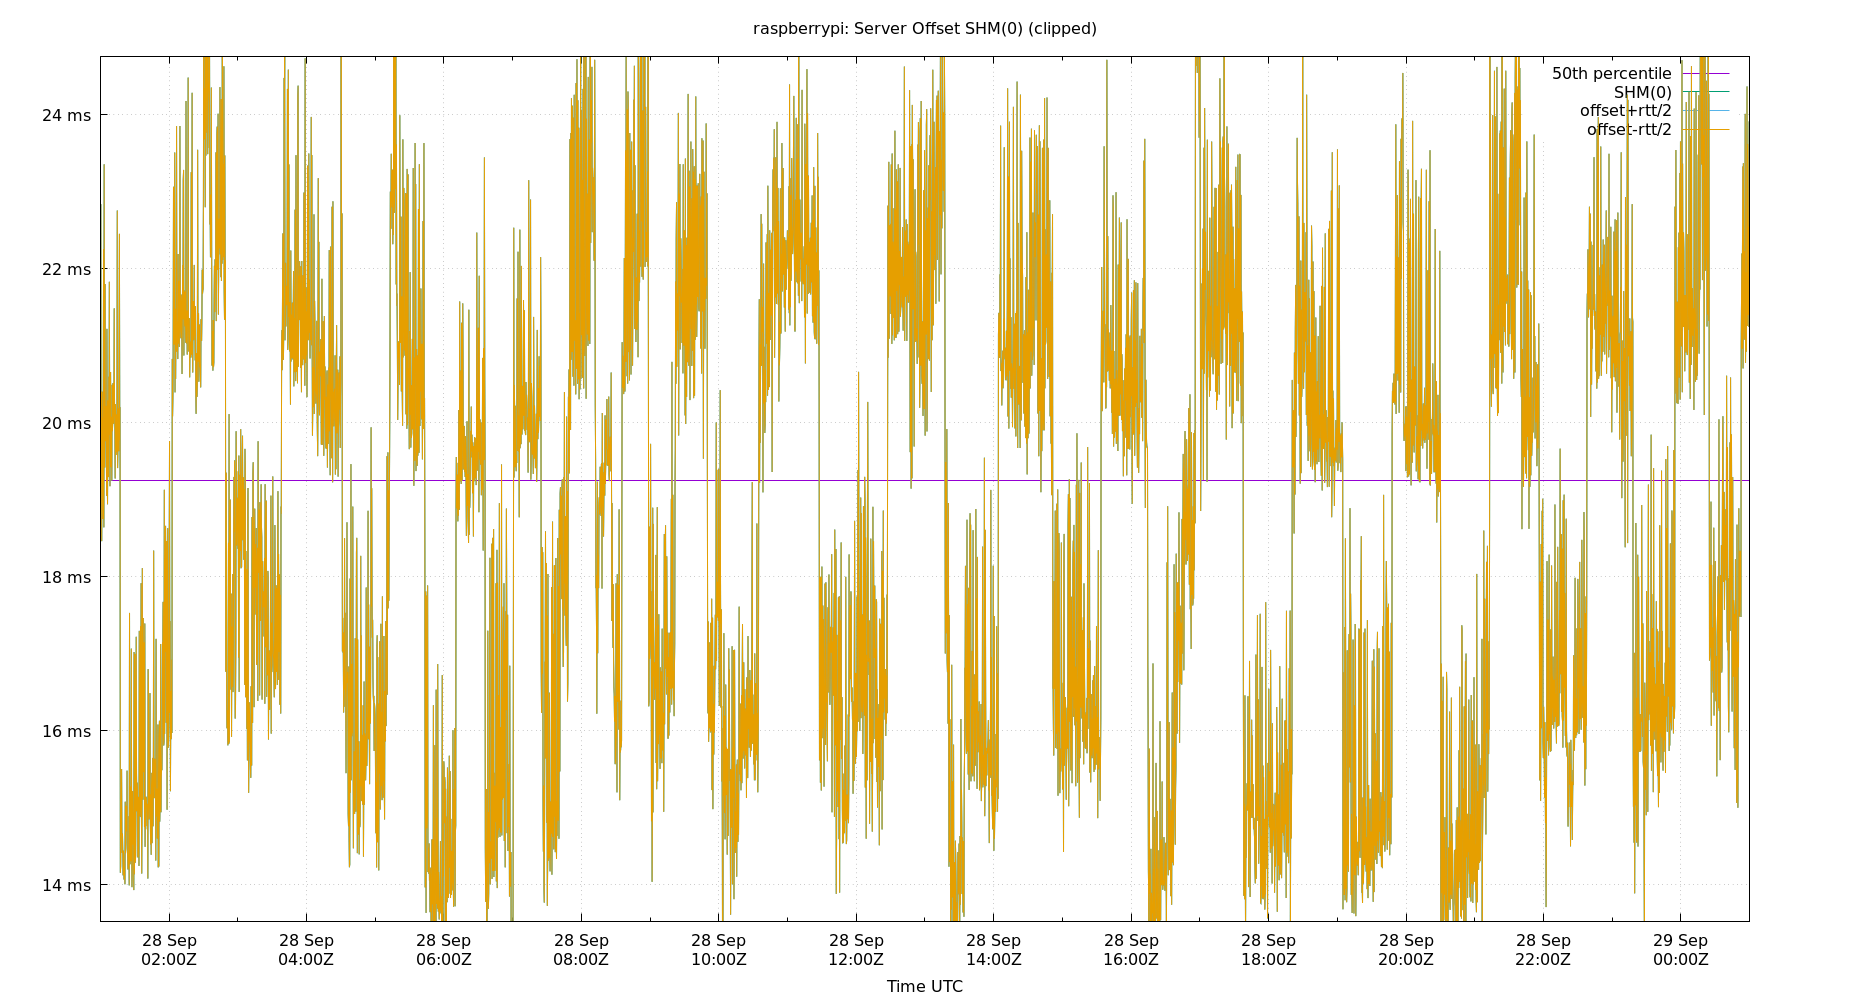 raspberrypi: Server Offset SHM(0) (clipped)
50th percentile
SHM(0)
offset+rtt/2
offset-rtt/2
24 ms
22 ms
20 ms
18 ms
16 ms
14 ms
28 Sep 28 Sep 28 Sep 28 Sep 28 Sep 28 Sep 28 Sep 28 Sep 28 Sep 28 Sep 28 Sep 29 Sep
02:00Z 04:00Z 06:00Z 08:00Z 10:00Z 12:00Z 14:00Z 16:00Z 18:00Z 20:00Z 22:00Z 00:00Z
Time UTC